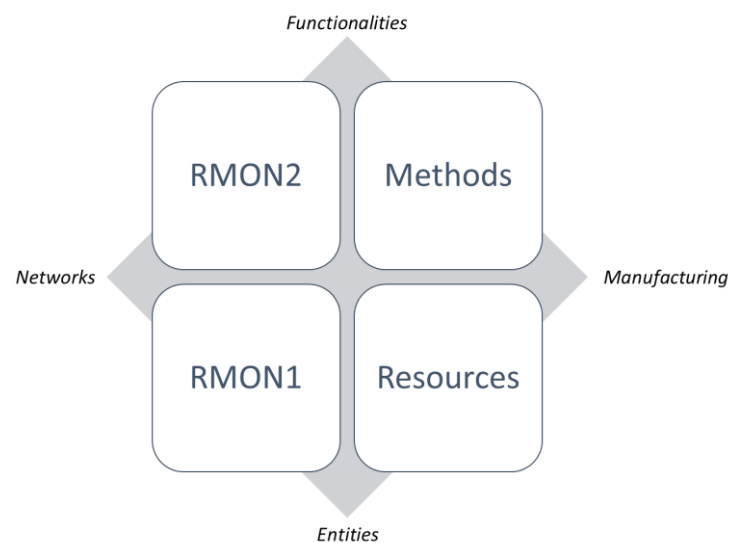 Functionalities
RMON2
Methods
Networks
Manufacturing
RMON1
Resources
Entities